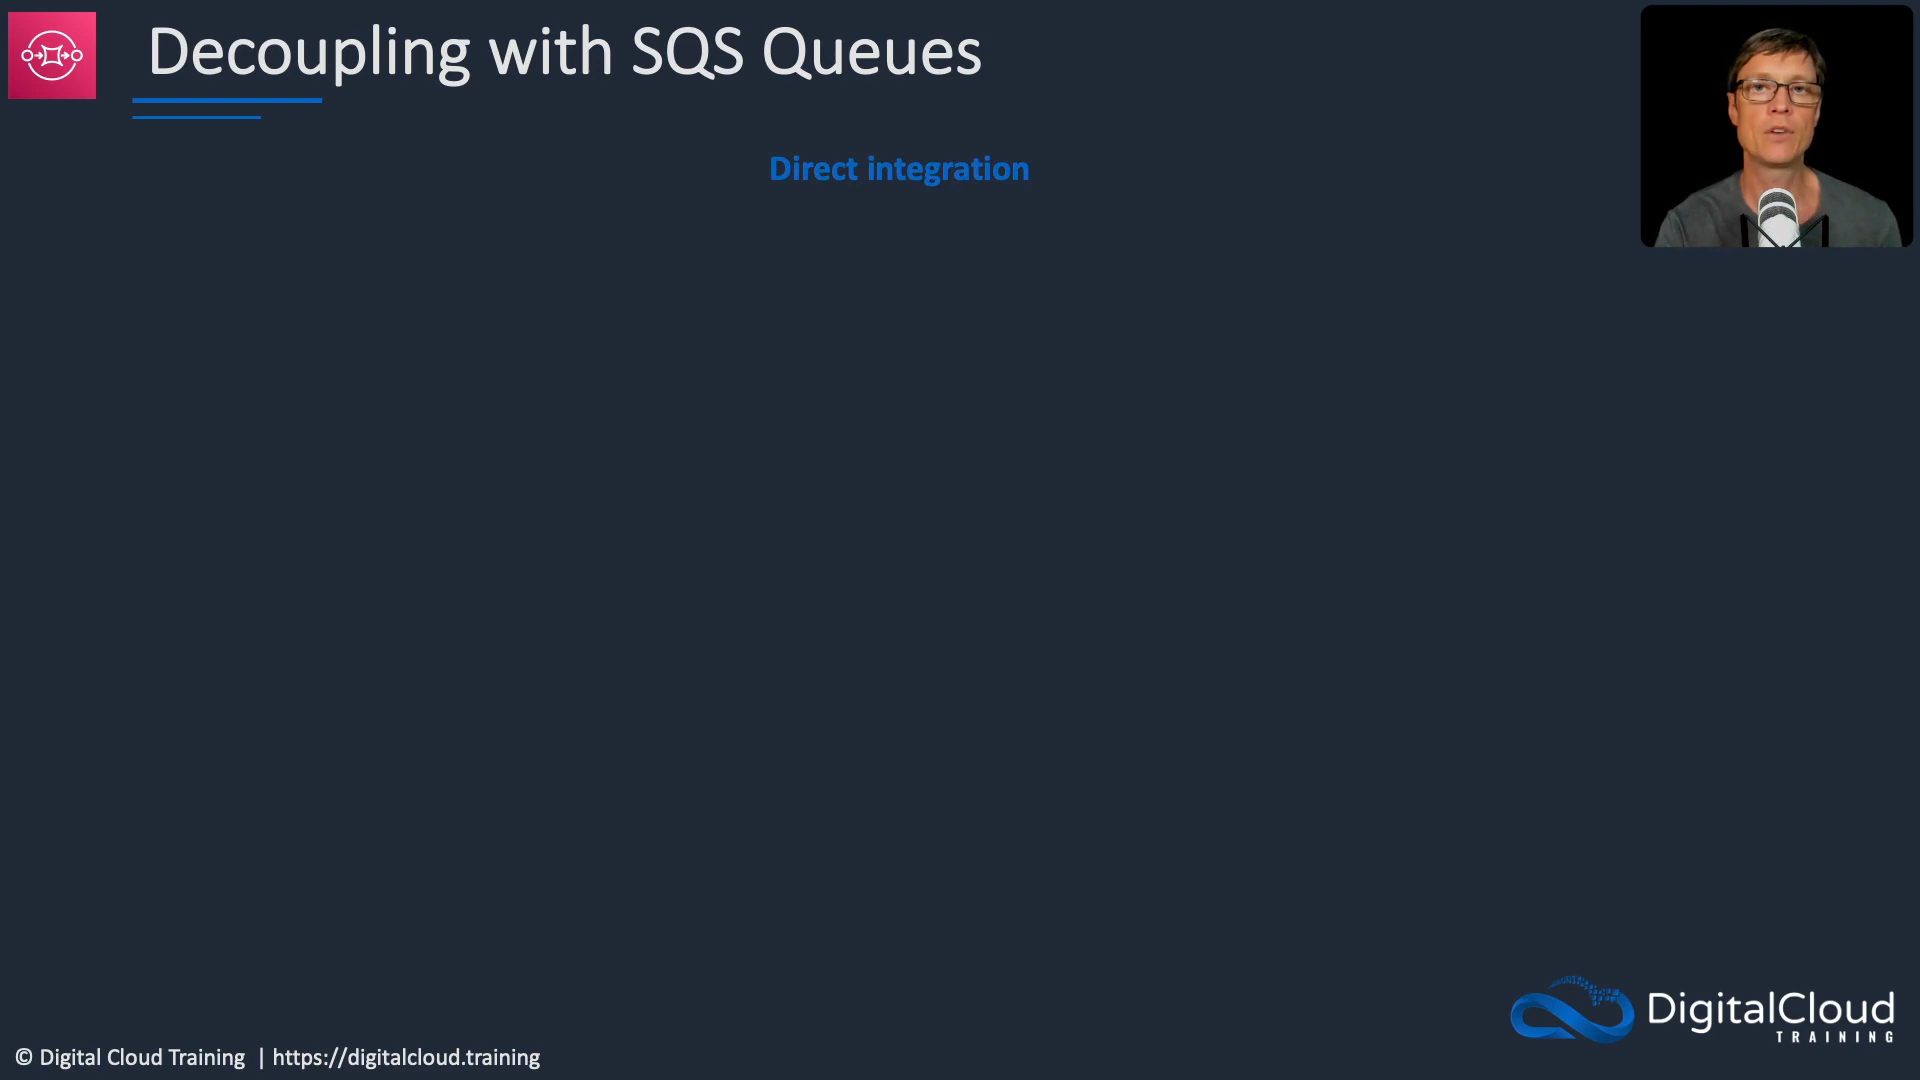 Decoupling with SQS Queues
Direct integration
DigitalCloud
TRAINING
© Digital Cloud Training | https://digitalcloud.training